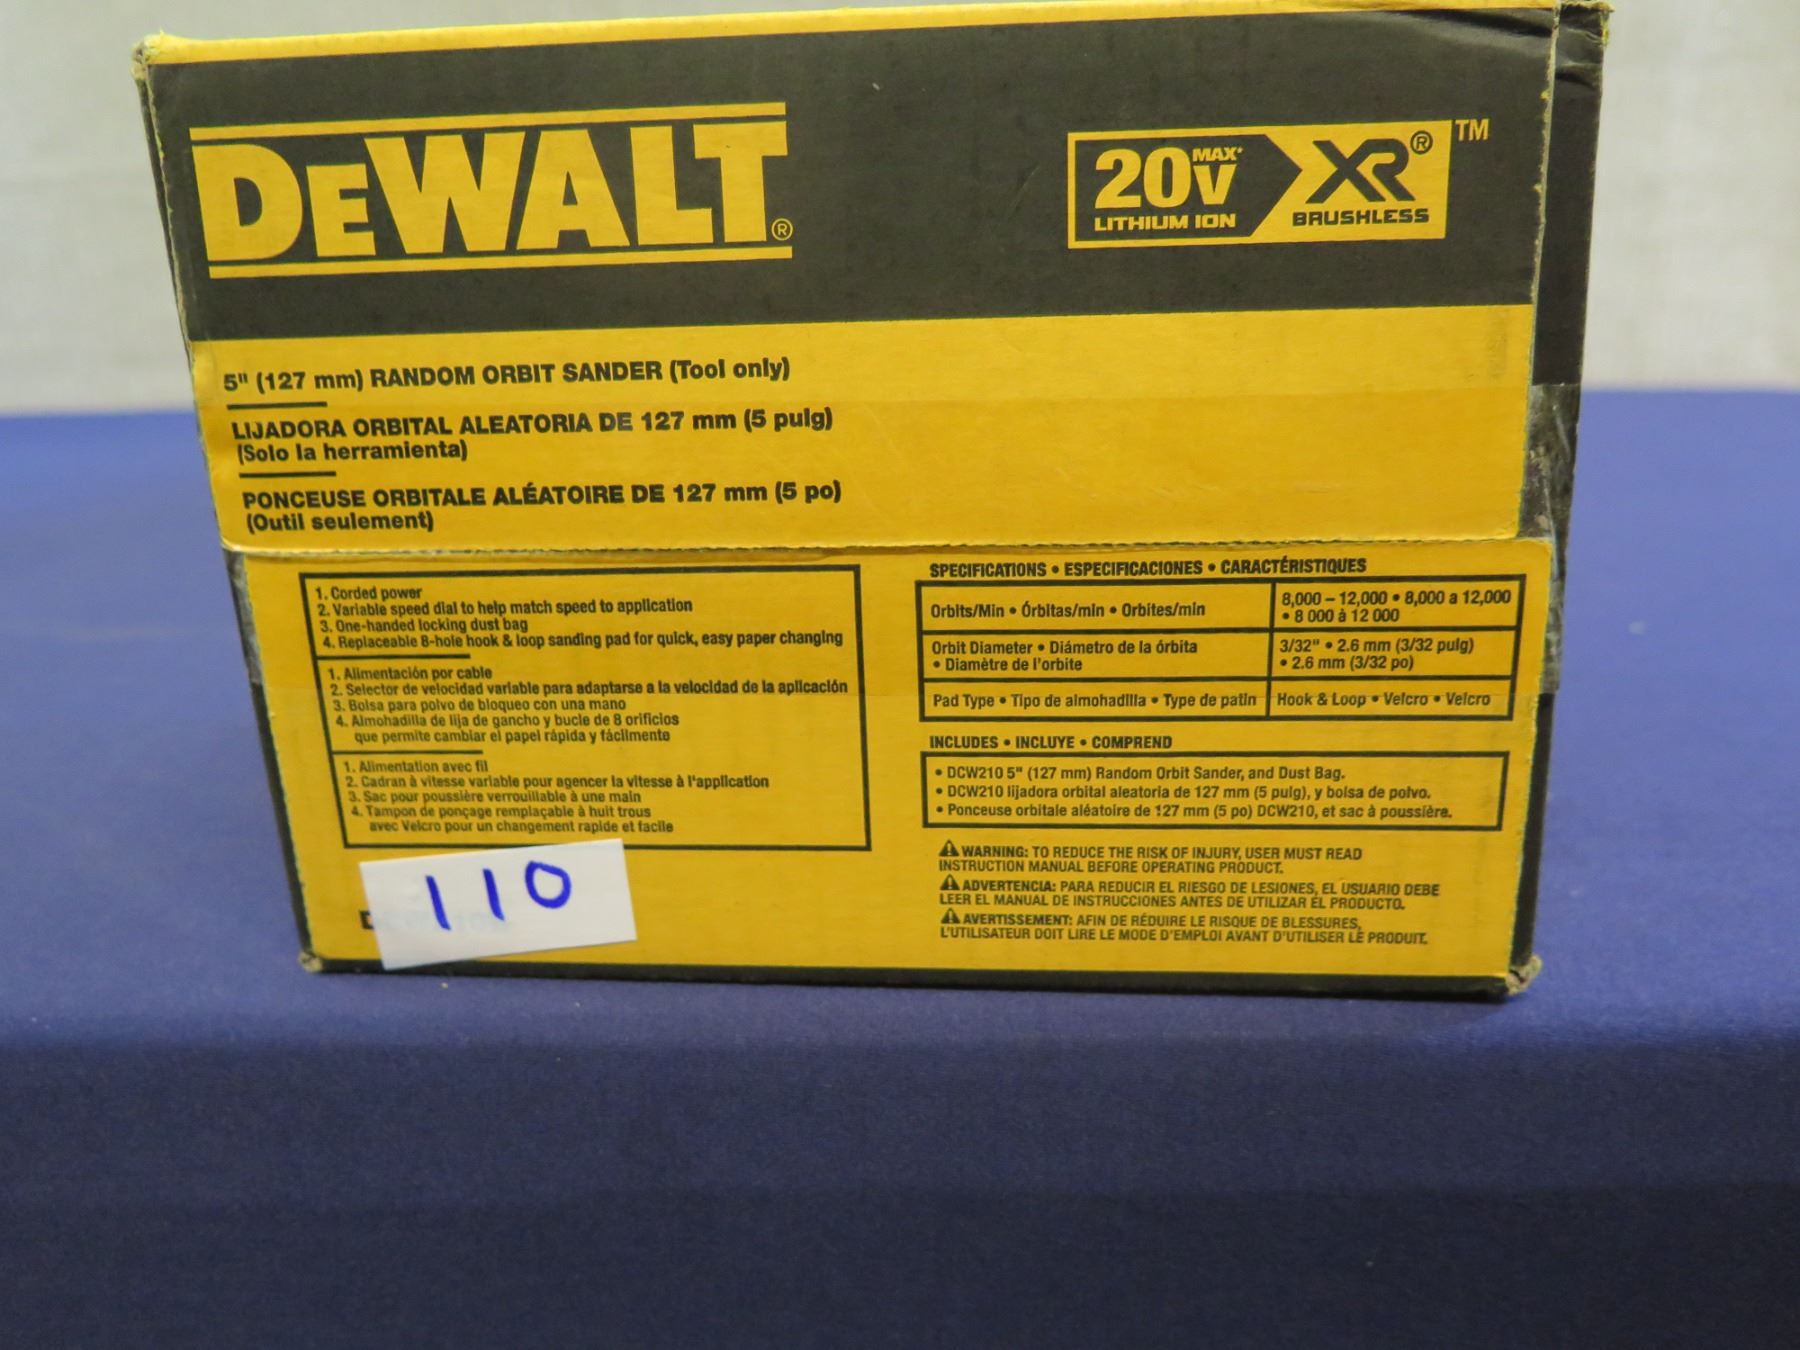 DEWALT®
20V MAX* LITHIUM ION XR® BRUSHLESS ™
5" (127 mm) RANDOM ORBIT SANDER (Tool only)
LIJADORA ORBITAL ALEATORIA DE 127 mm (5 pulg)
(Solo la herramienta)
PONCEUSE ORBITALE ALÉATOIRE DE 127 mm (5 po)
(Outil seulement)
1. Corded power
2. Variable speed dial to help match speed to application
3. One-handed locking dust bag
4. Replaceable 8-hole hook & loop sanding pad for quick, easy paper changing
1. Alimentación por cable
2. Selector de velocidad variable para adaptarse a la velocidad de la aplicación
3. Bolsa para polvo de bloqueo con una mano
4. Almohadilla de lija de gancho y bucle de 8 orificios
que permite cambiar el papel rápida y fácilmente
1. Alimentation avec fil
2. Cadran à vitesse variable pour agencer la vitesse à l'application
3. Sac pour poussière verrouillable à une main
4. Tampon de ponçage remplaçable à huit trous
avec Velcro pour un changement rapide et facile
110
SPECIFICATIONS • ESPECIFICACIONES • CARACTÉRISTIQUES
Orbits/Min • Órbitas/min • Orbites/min
8,000 – 12,000 • 8,000 a 12,000
• 8 000 à 12 000
Orbit Diameter • Diámetro de la órbita
• Diamètre de l'orbite
3/32" • 2.6 mm (3/32 pulg)
• 2.6 mm (3/32 po)
Pad Type • Tipo de almohadilla • Type de patin
Hook & Loop • Velcro • Velcro
INCLUDES • INCLUYE • COMPREND
• DCW210 5" (127 mm) Random Orbit Sander, and Dust Bag.
• DCW210 lijadora orbital aleatoria de 127 mm (5 pulg), y bolsa de polvo.
• Ponceuse orbitale aléatoire de 127 mm (5 po) DCW210, et sac à poussière.
⚠ WARNING: TO REDUCE THE RISK OF INJURY, USER MUST READ
INSTRUCTION MANUAL BEFORE OPERATING PRODUCT.
⚠ ADVERTENCIA: PARA REDUCIR EL RIESGO DE LESIONES, EL USUARIO DEBE
LEER EL MANUAL DE INSTRUCCIONES ANTES DE UTILIZAR EL PRODUCTO.
⚠ AVERTISSEMENT: AFIN DE RÉDUIRE LE RISQUE DE BLESSURES,
L'UTILISATEUR DOIT LIRE LE MODE D'EMPLOI AVANT D'UTILISER LE PRODUIT.